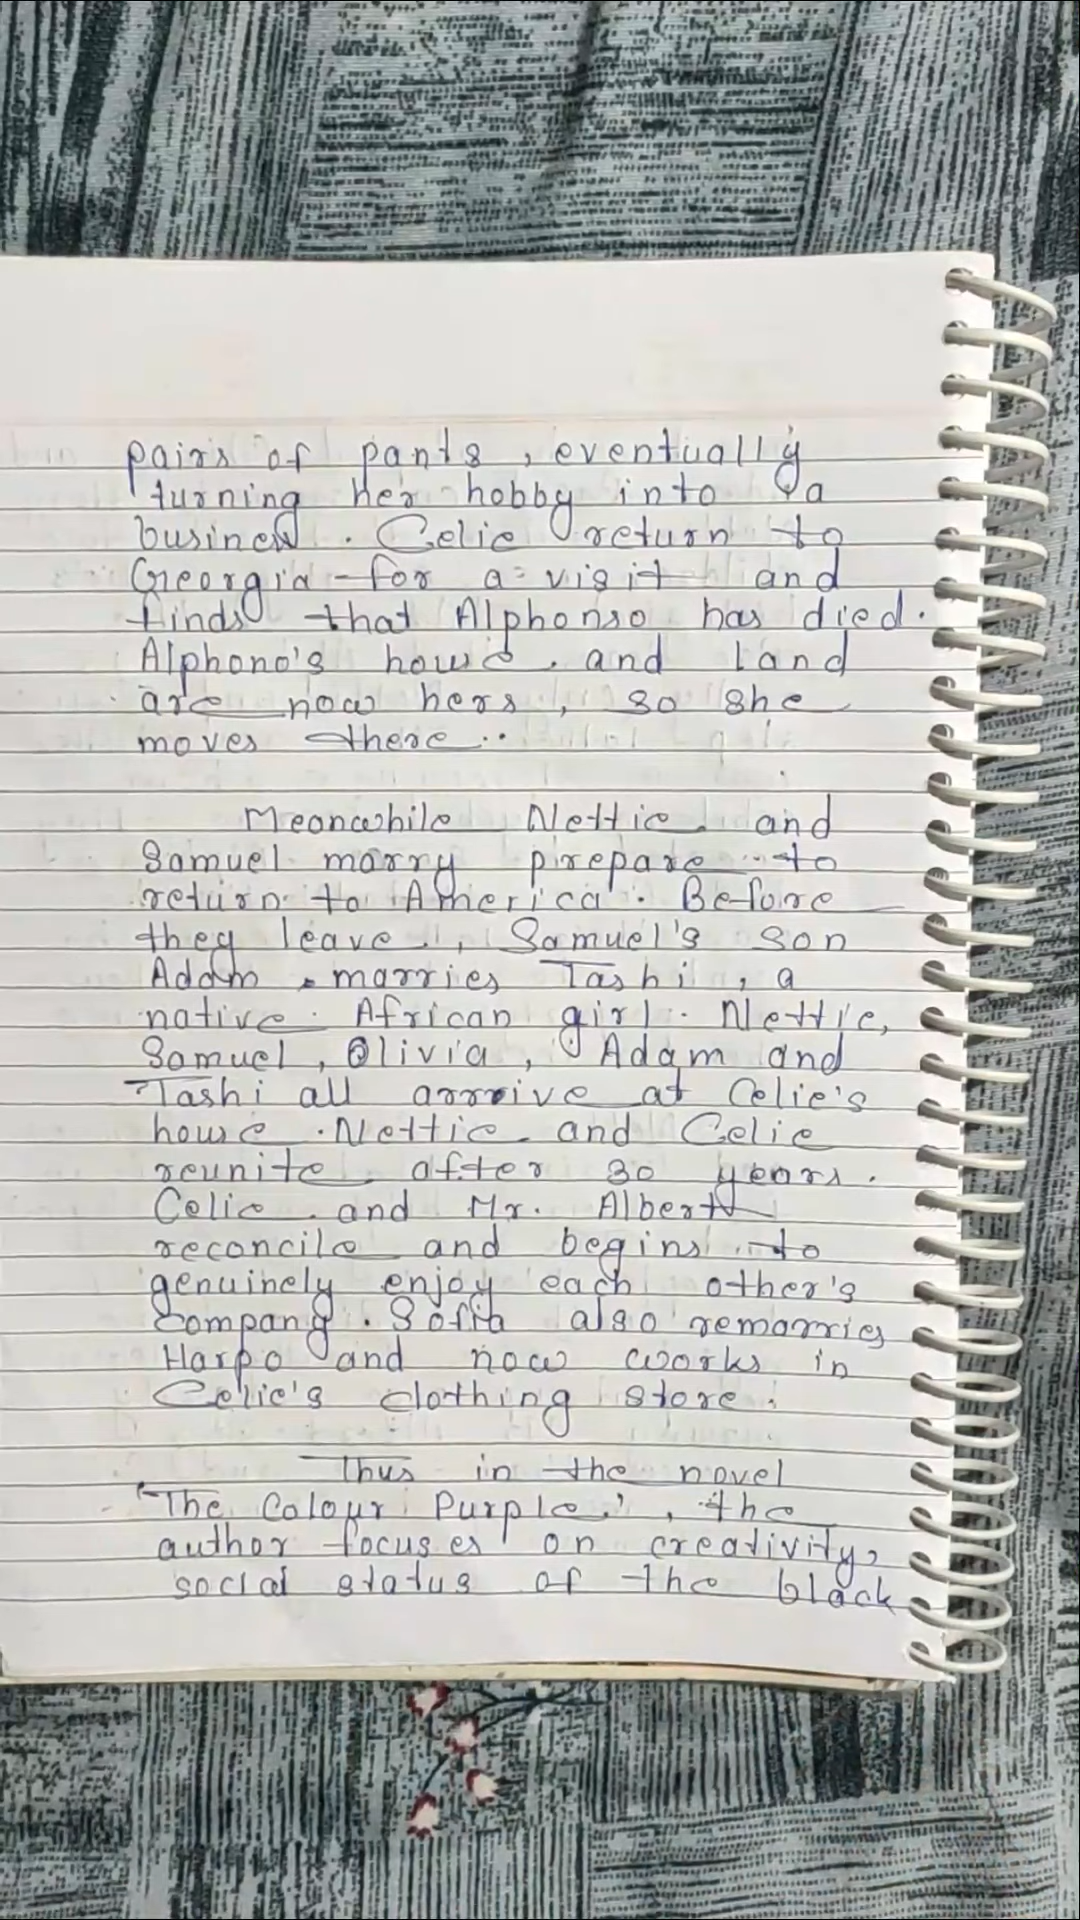 pairs of pants, eventually
turning her hobby into a
business. Celie return to
Georgia for a visit and
finds that Alphonso has died.
Alphono's house and land
are now hers, so she
moves there..
Meanwhile Nettie and
Samuel marry prepare to
return to America. Before
they leave, Samuel's son
Adam marries Tashi, a
native African girl. Nettie,
Samuel, Olivia, Adam and
Tashi all arrive at Celie's
house. Nettie and Celie
reunite after 30 years.
Celie and Mr. Albert
reconcile and begins to
genuinely enjoy each other's
company. Sofia also remarries
Harpo and now works in
Celie's clothing store.
Thus in the novel
'The Colour Purple', the
author focuses on creativity,
social status of the black